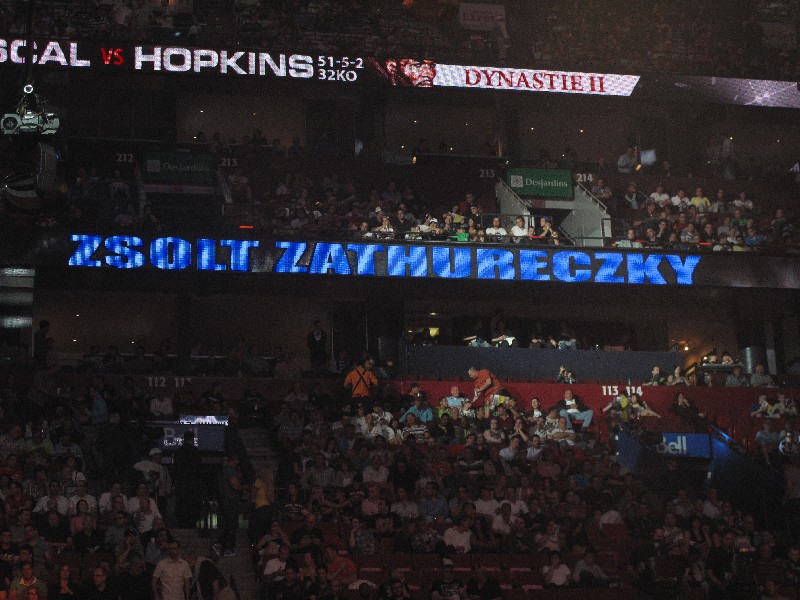 SCAL VS HOPKINS 51-5-2
32KO
DYNASTIE II
212
213
213
214
Desjardins
Desjardins
ZSOLT ZATHURECZKY
112
113
114
Bell